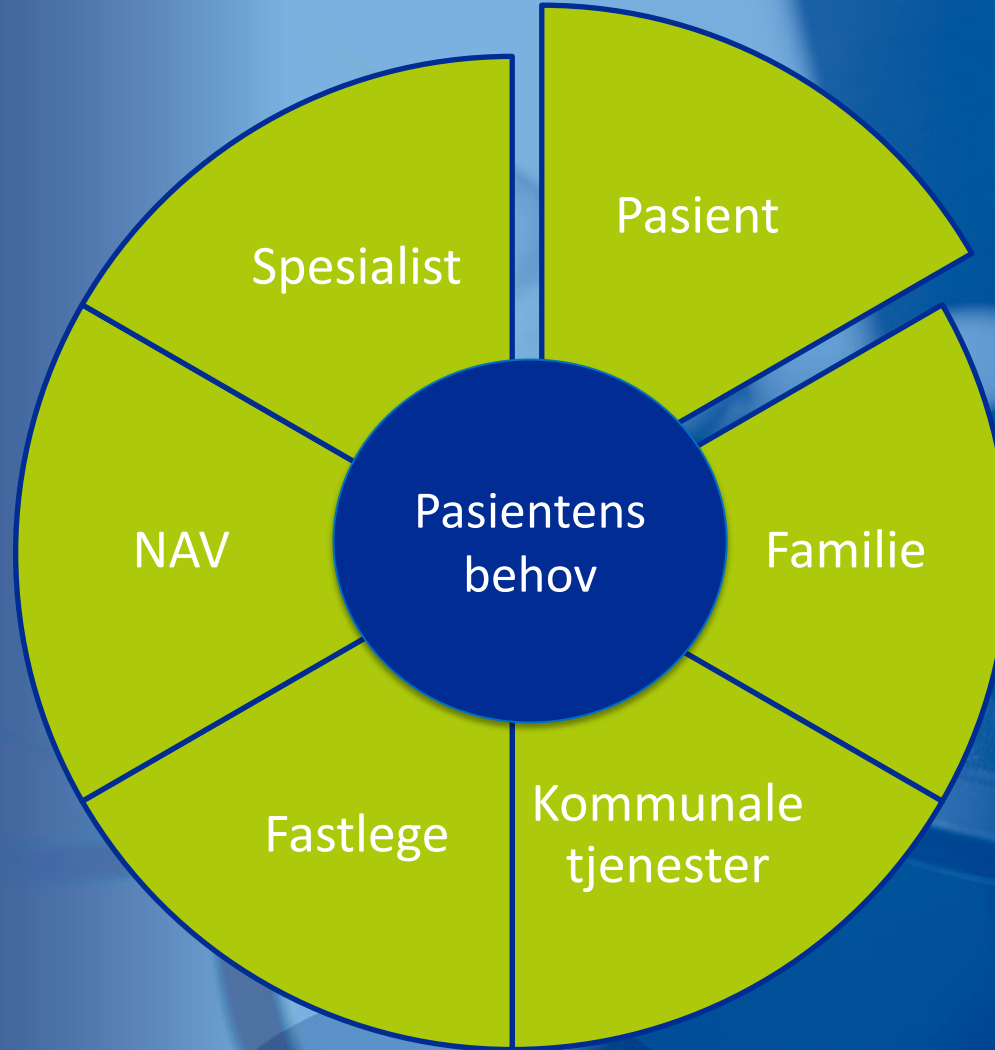 Pasient
Spesialist
Pasientens
behov
NAV
Familie
Kommunale
tjenester
Fastlege